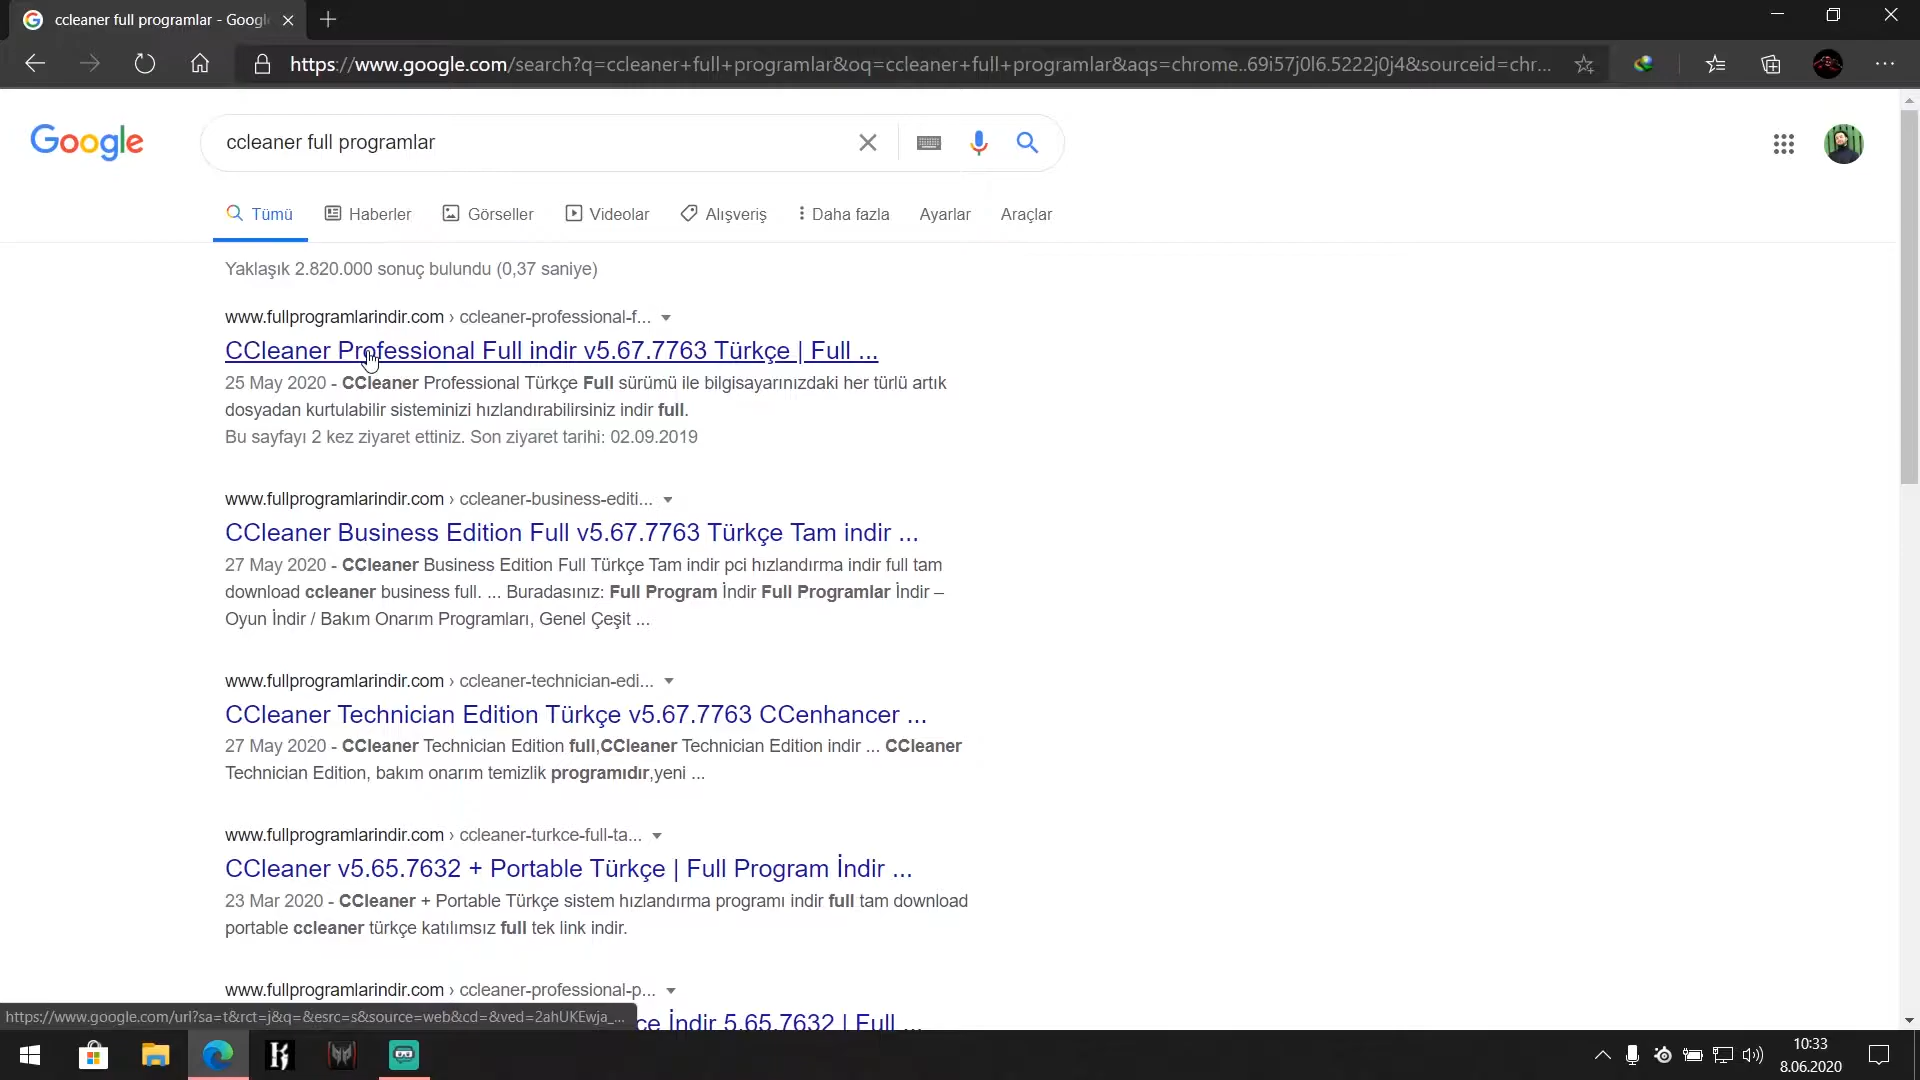 ccleaner full programlar - Googl
https://www.google.com/search?q=ccleaner+full+programlar&oq=ccleaner+full+programlar&aqs=chrome..69i57j0l6.5222j0j4&sourceid=chr...
Google
ccleaner full programlar
Tümü Haberler Görseller Videolar Alışveriş Daha fazla Ayarlar Araçlar
Yaklaşık 2.820.000 sonuç bulundu (0,37 saniye)
www.fullprogramlarindir.com › ccleaner-professional-f...
CCleaner Professional Full indir v5.67.7763 Türkçe | Full ...
25 May 2020 - CCleaner Professional Türkçe Full sürümü ile bilgisayarınızdaki her türlü artık
dosyadan kurtulabilir sisteminizi hızlandırabilirsiniz indir full.
Bu sayfayı 2 kez ziyaret ettiniz. Son ziyaret tarihi: 02.09.2019
www.fullprogramlarindir.com › ccleaner-business-editi...
CCleaner Business Edition Full v5.67.7763 Türkçe Tam indir ...
27 May 2020 - CCleaner Business Edition Full Türkçe Tam indir pci hızlandırma indir full tam
download ccleaner business full. ... Buradasınız: Full Program İndir Full Programlar İndir –
Oyun İndir / Bakım Onarım Programları, Genel Çeşit ...
www.fullprogramlarindir.com › ccleaner-technician-edi...
CCleaner Technician Edition Türkçe v5.67.7763 CCenhancer ...
27 May 2020 - CCleaner Technician Edition full,CCleaner Technician Edition indir ... CCleaner
Technician Edition, bakım onarım temizlik programıdır,yeni ...
www.fullprogramlarindir.com › ccleaner-turkce-full-ta...
CCleaner v5.65.7632 + Portable Türkçe | Full Program İndir ...
23 Mar 2020 - CCleaner + Portable Türkçe sistem hızlandırma programı indir full tam download
portable ccleaner türkçe katılımsız full tek link indir.
www.fullprogramlarindir.com › ccleaner-professional-p...
https://www.google.com/url?sa=t&rct=j&q=&esrc=s&source=web&cd=&ved=2ahUKEwja_...
çe İndir 5.65.7632 | Full ...
10:33
8.06.2020